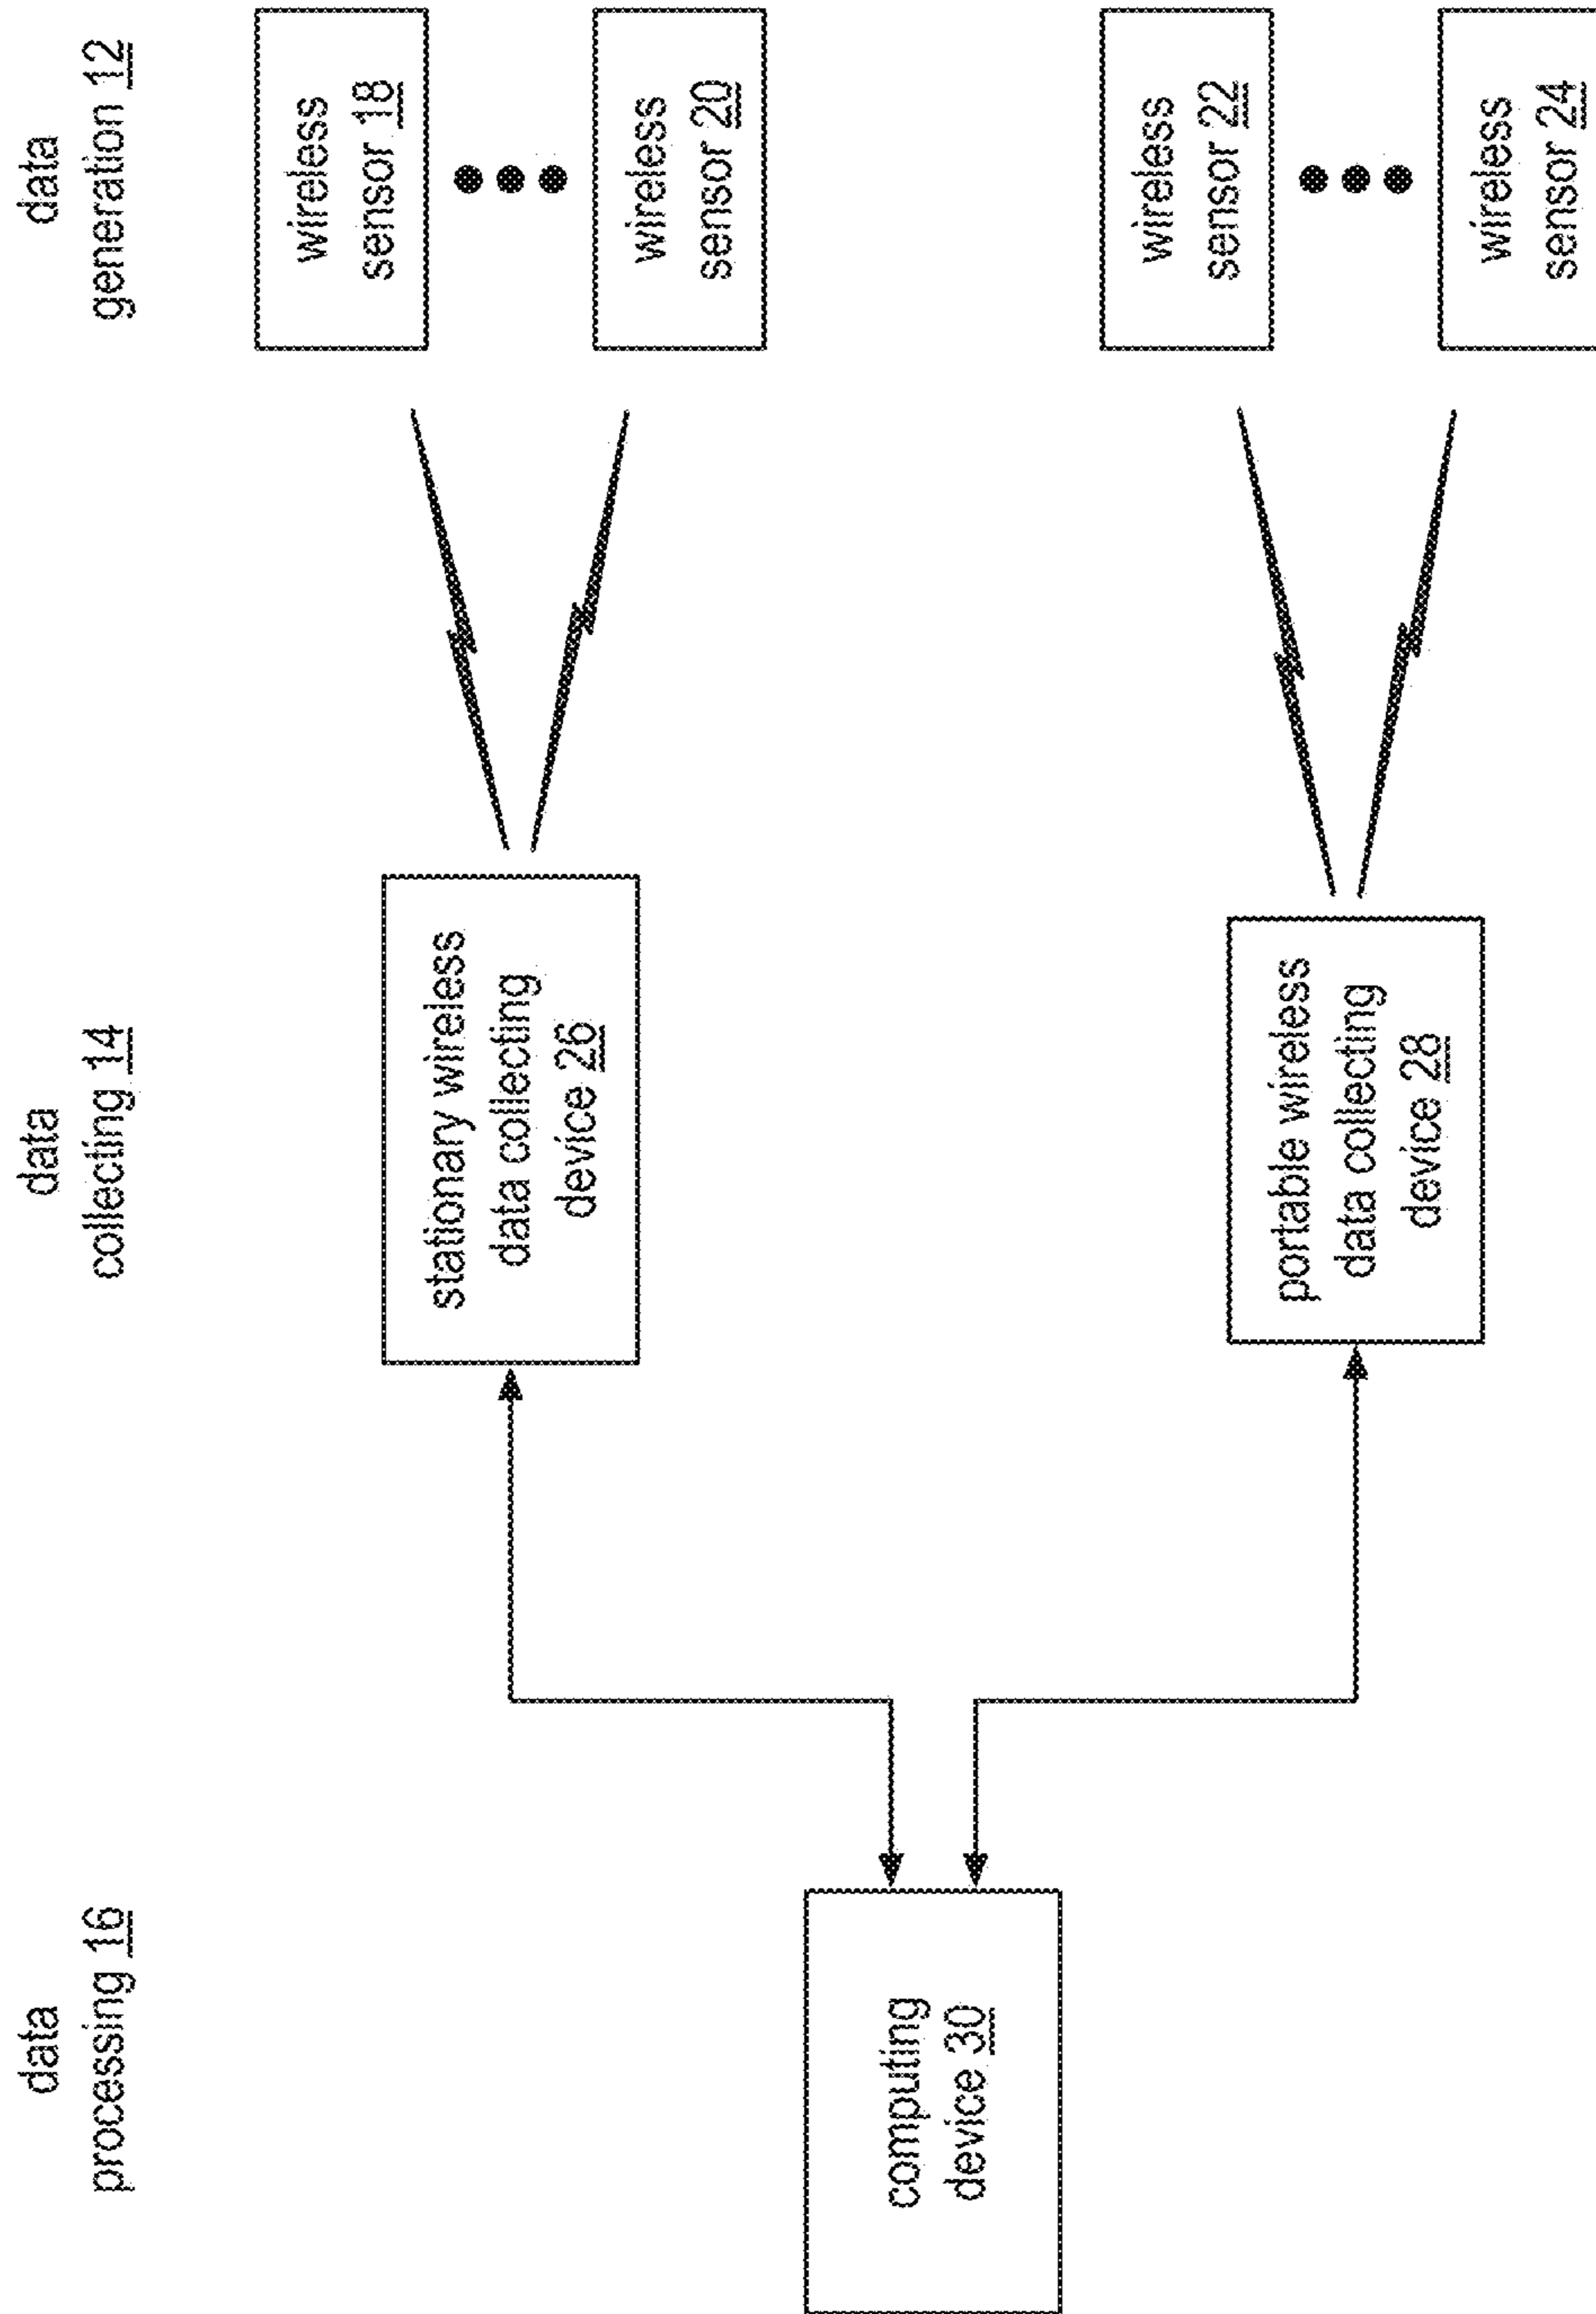 data
processing 16
data
collecting 14
data
generation 12
computing
device 30
stationary wireless
data collecting
device 26
portable wireless
data collecting
device 28
wireless
sensor 18
wireless
sensor 20
wireless
sensor 22
wireless
sensor 24